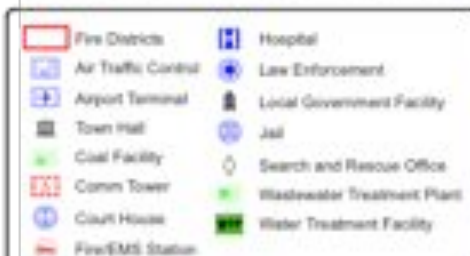 Fire Districts
Air Traffic Control
Airport Terminal
Town Hall
Coal Facility
Comm Tower
Court House
Fire/EMS Station
Hospital
Law Enforcement
Local Government Facility
Jail
Search and Rescue Office
Wastewater Treatment Plant
Water Treatment Facility